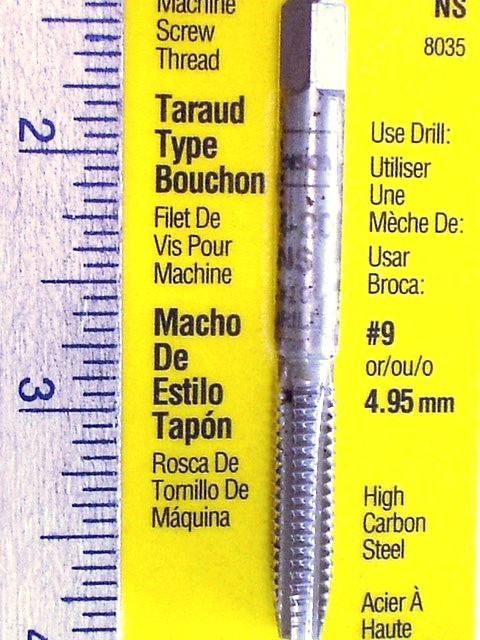 Machine
Screw
Thread
Taraud
Type
Bouchon
Filet De
Vis Pour
Machine
Macho
De
Estilo
Tapón
Rosca De
Tornillo De
Máquina
NS
8035
Use Drill:
Utiliser
Une
Mèche De:
Usar
Broca:
#9
or/ou/o
4.95 mm
High
Carbon
Steel
Acier À
Haute
2
3